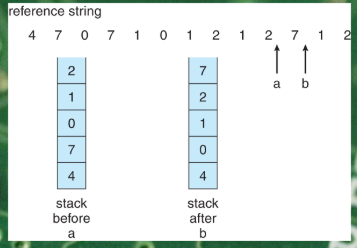 reference string
4 7 0 7 1 0 1 2 1 2 7 1 2
a b
2 7
1 2
0 1
7 0
4 4
stack stack
before after
a b